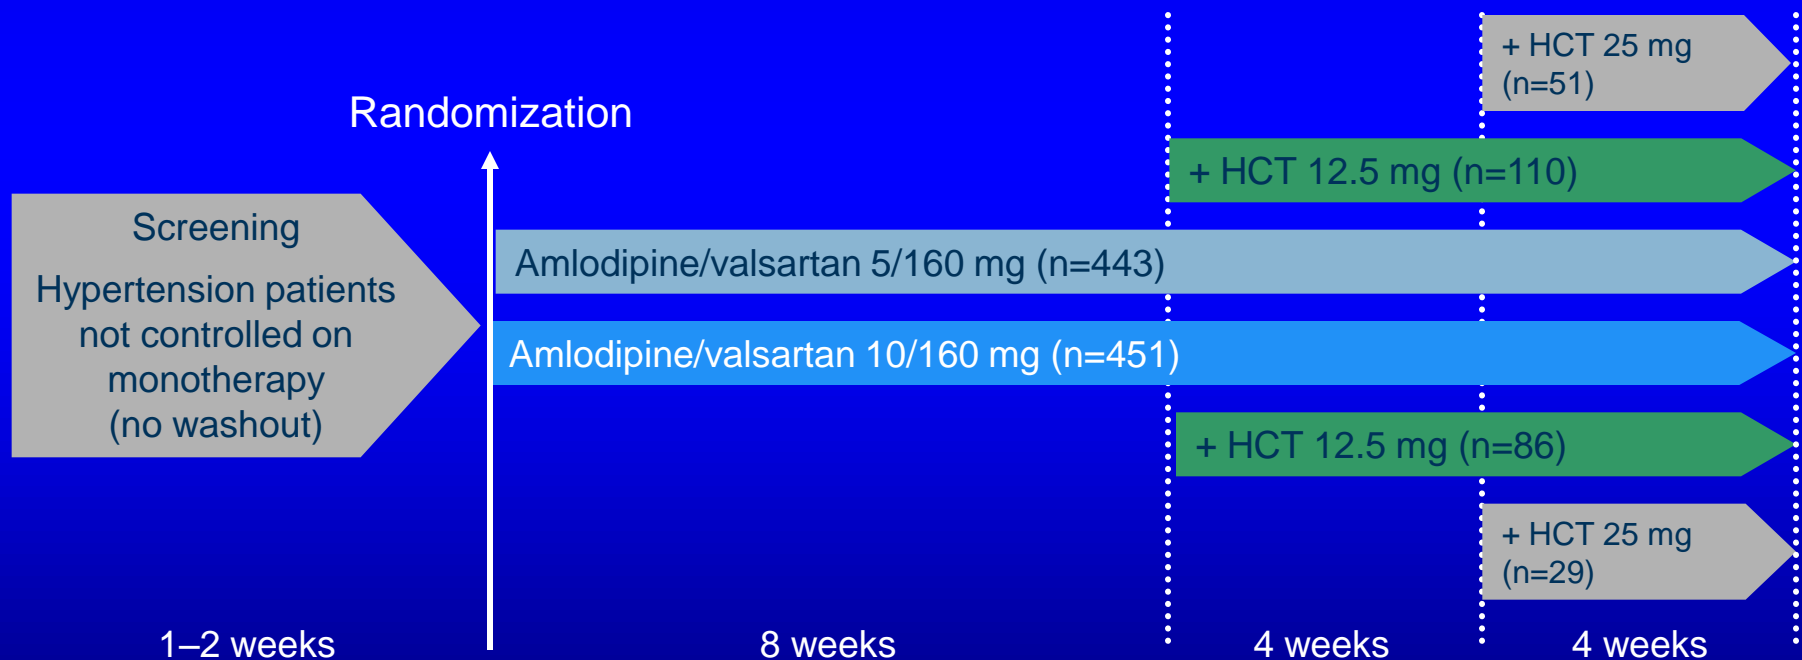 + HCT 25 mg
(n=51)
Randomization
+ HCT 12.5 mg (n=110)
Screening
Hypertension patients
not controlled on
monotherapy
(no washout)
Amlodipine/valsartan 5/160 mg (n=443)
Amlodipine/valsartan 10/160 mg (n=451)
+ HCT 12.5 mg (n=86)
+ HCT 25 mg
(n=29)
1–2 weeks
8 weeks
4 weeks
4 weeks